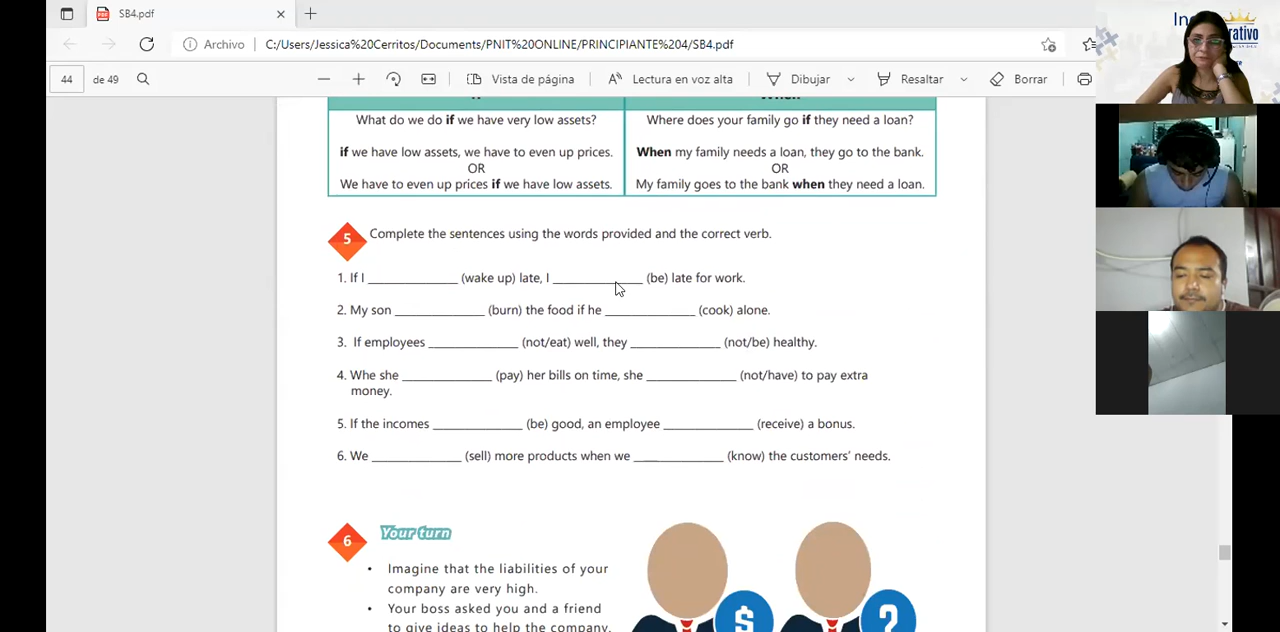 SB4.pdf
Archivo C:/Users/Jessica%20Cerritos/Documents/PNIT%20ONLINE/PRINCIPIANTE%204/SB4.pdf
44 de 49 Vista de página Lectura en voz alta Dibujar Resaltar Borrar
What do we do if we have very low assets?
if we have low assets, we have to even up prices.
OR
We have to even up prices if we have low assets.
When
Where does your family go if they need a loan?
When my family needs a loan, they go to the bank.
OR
My family goes to the bank when they need a loan.
5 Complete the sentences using the words provided and the correct verb.
1. If I ____________ (wake up) late, I ____________ (be) late for work.
2. My son ____________ (burn) the food if he ____________ (cook) alone.
3. If employees ____________ (not/eat) well, they ____________ (not/be) healthy.
4. Whe she ____________ (pay) her bills on time, she ____________ (not/have) to pay extra
money.
5. If the incomes ____________ (be) good, an employee ____________ (receive) a bonus.
6. We ____________ (sell) more products when we ____________ (know) the customers' needs.
6 Your turn
• Imagine that the liabilities of your
company are very high.
• Your boss asked you and a friend
to give ideas to help the company.
$ ?